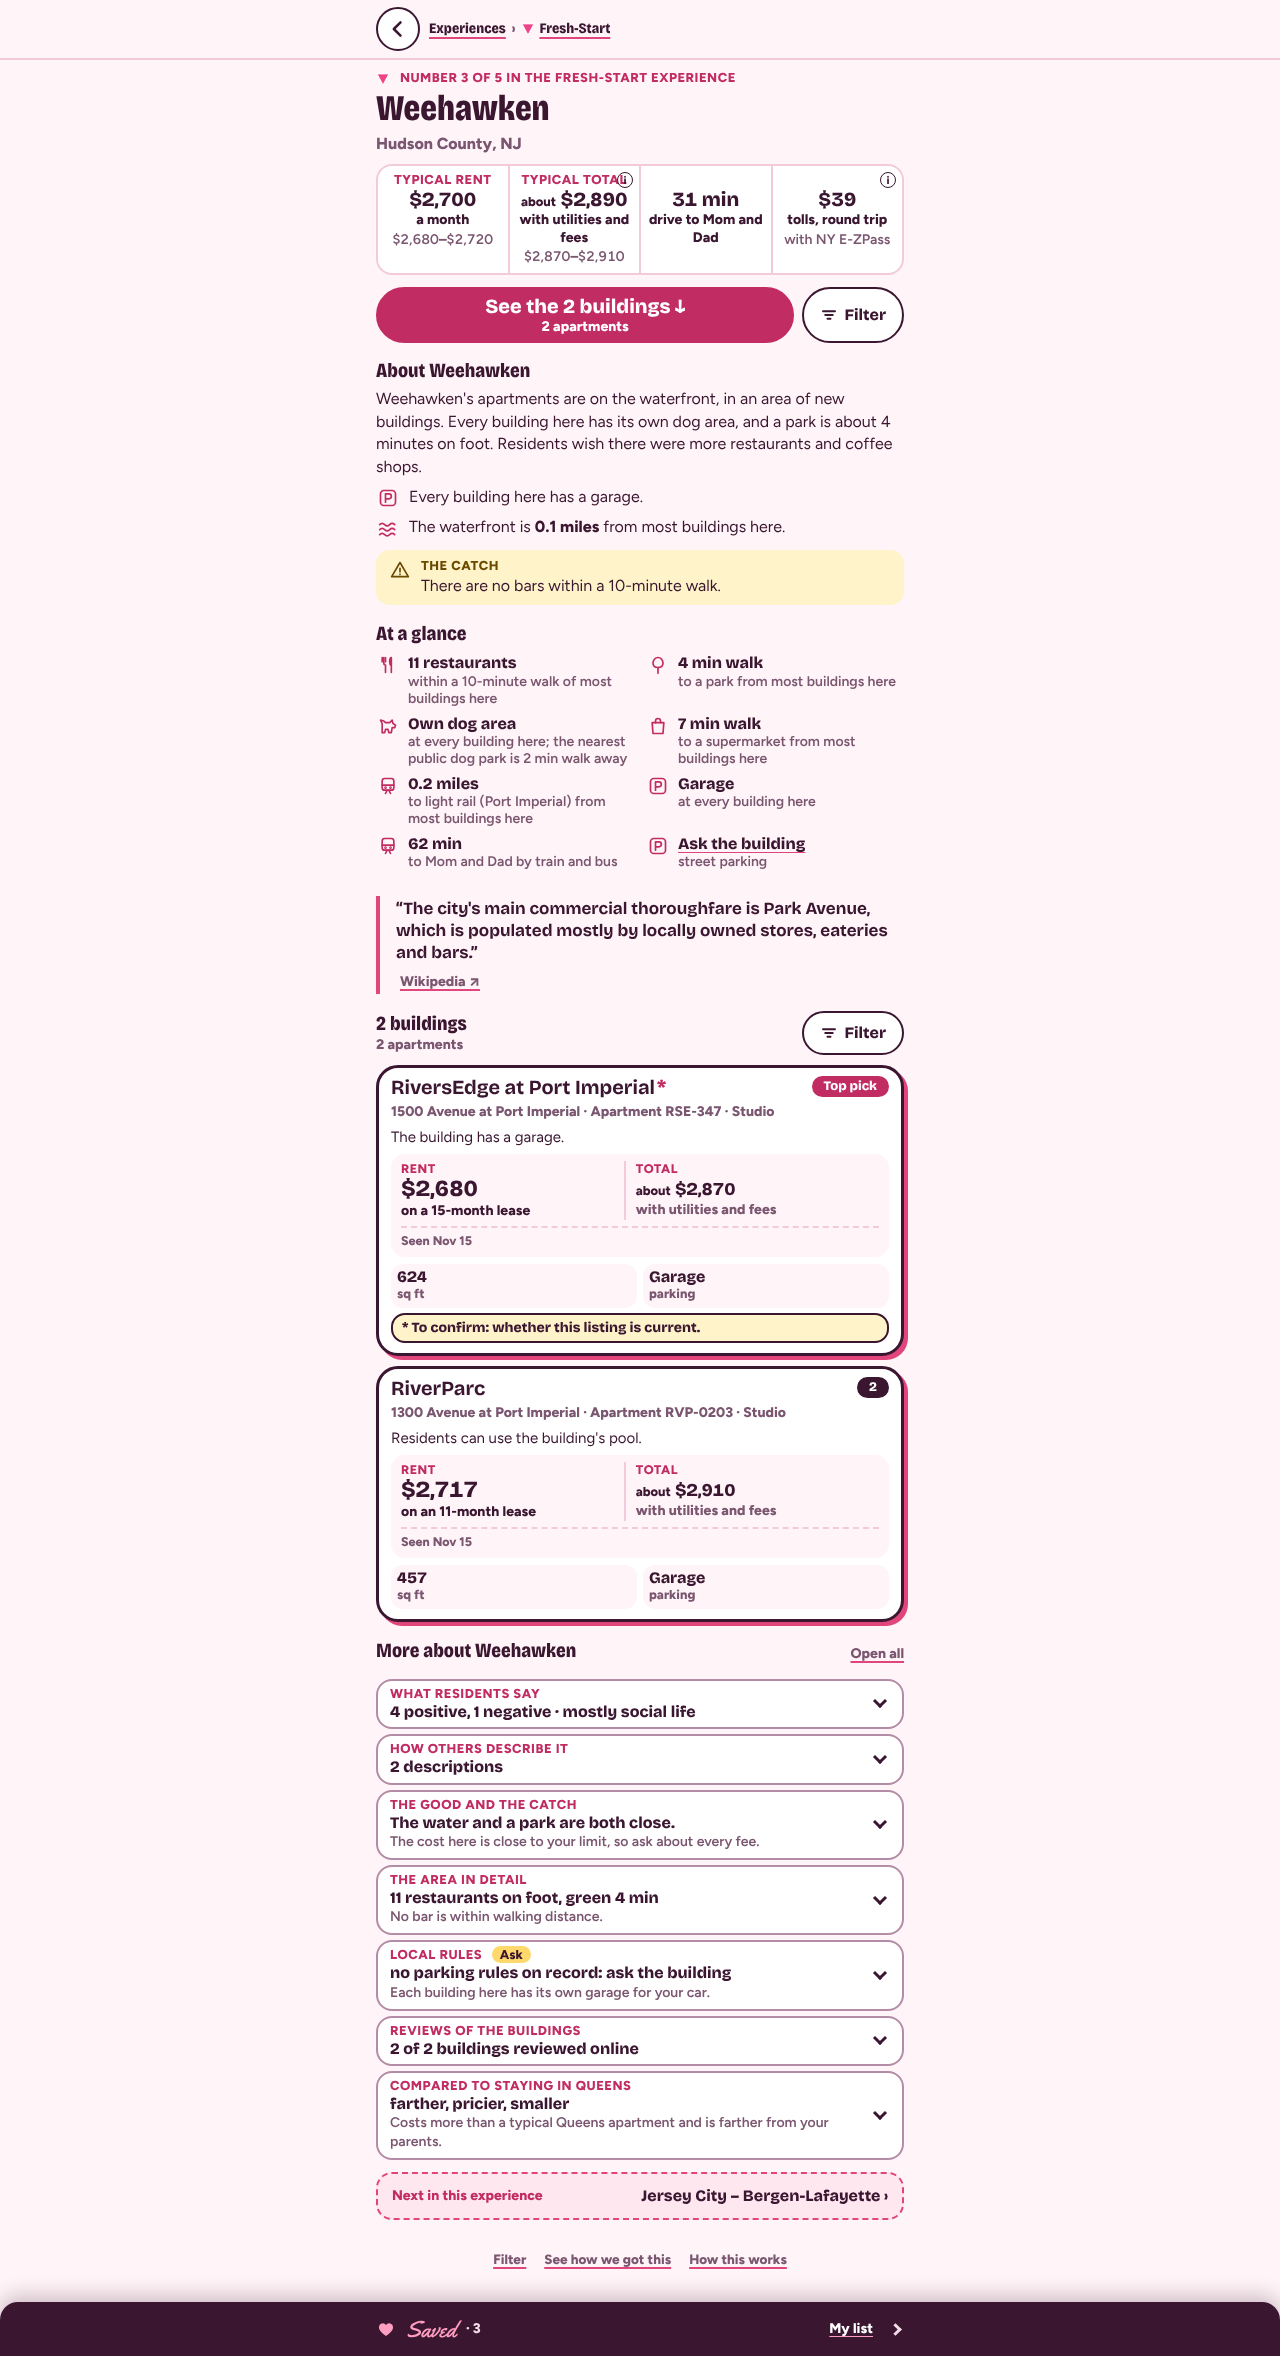 Experiences › Fresh-Start
NUMBER 3 OF 5 IN THE FRESH-START EXPERIENCE
Weehawken
Hudson County, NJ
TYPICAL RENT
$2,700
a month
$2,680–$2,720
TYPICAL TOTAL
about $2,890
with utilities and
fees
$2,870–$2,910
31 min
drive to Mom and
Dad
$39
tolls, round trip
with NY E-ZPass
See the 2 buildings ↓
2 apartments
Filter
About Weehawken
Weehawken's apartments are on the waterfront, in an area of new
buildings. Every building here has its own dog area, and a park is about 4
minutes on foot. Residents wish there were more restaurants and coffee
shops.
Every building here has a garage.
The waterfront is 0.1 miles from most buildings here.
THE CATCH
There are no bars within a 10-minute walk.
At a glance
11 restaurants
within a 10-minute walk of most
buildings here
4 min walk
to a park from most buildings here
Own dog area
at every building here; the nearest
public dog park is 2 min walk away
7 min walk
to a supermarket from most
buildings here
0.2 miles
to light rail (Port Imperial) from
most buildings here
Garage
at every building here
62 min
to Mom and Dad by train and bus
Ask the building
street parking
“The city's main commercial thoroughfare is Park Avenue,
which is populated mostly by locally owned stores, eateries
and bars.”
Wikipedia ↗
2 buildings
2 apartments
Filter
RiversEdge at Port Imperial*
Top pick
1500 Avenue at Port Imperial · Apartment RSE-347 · Studio
The building has a garage.
RENT
$2,680
on a 15-month lease
TOTAL
about $2,870
with utilities and fees
Seen Nov 15
624
sq ft
Garage
parking
* To confirm: whether this listing is current.
RiverParc
2
1300 Avenue at Port Imperial · Apartment RVP-0203 · Studio
Residents can use the building's pool.
RENT
$2,717
on an 11-month lease
TOTAL
about $2,910
with utilities and fees
Seen Nov 15
457
sq ft
Garage
parking
More about Weehawken
Open all
WHAT RESIDENTS SAY
4 positive, 1 negative · mostly social life
HOW OTHERS DESCRIBE IT
2 descriptions
THE GOOD AND THE CATCH
The water and a park are both close.
The cost here is close to your limit, so ask about every fee.
THE AREA IN DETAIL
11 restaurants on foot, green 4 min
No bar is within walking distance.
LOCAL RULES Ask
no parking rules on record: ask the building
Each building here has its own garage for your car.
REVIEWS OF THE BUILDINGS
2 of 2 buildings reviewed online
COMPARED TO STAYING IN QUEENS
farther, pricier, smaller
Costs more than a typical Queens apartment and is farther from your
parents.
Next in this experience
Jersey City – Bergen-Lafayette ›
Filter See how we got this How this works
Saved · 3
My list